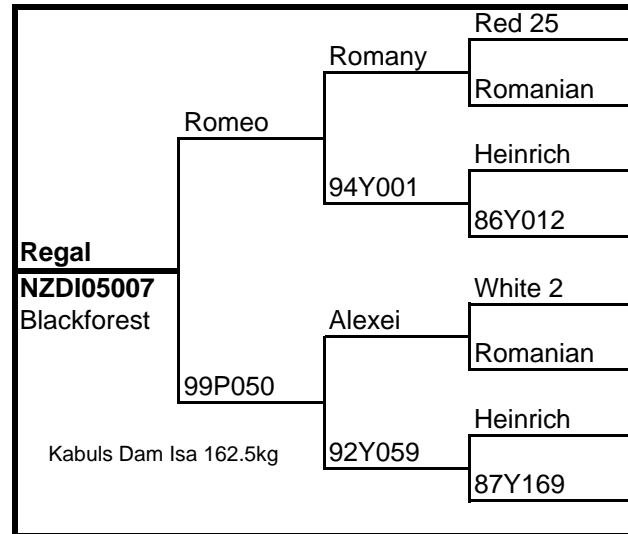 Red 25
Romany
Romanian
Romeo
Heinrich
94Y001
86Y012
Regal
NZDI05007
Blackforest
White 2
Alexei
Romanian
99P050
Heinrich
Kabuls Dam Isa 162.5kg
92Y059
87Y169